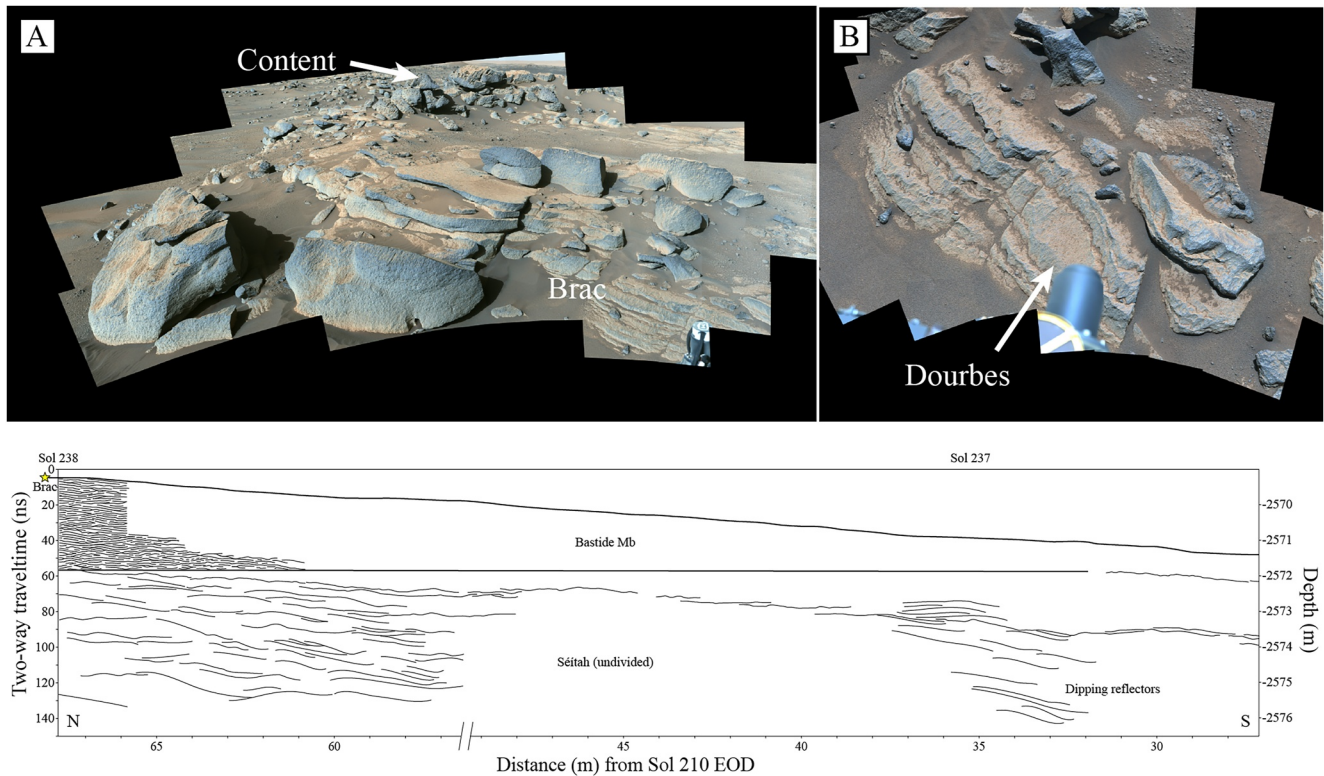 A
Content
Brac
B
Dourbes
Sol 238
Sol 237
0
Brac
20
40
60
80
100
120
140
Two-way traveltime (ns)
Bastide Mb
Séítah (undivided)
Dipping reflectors
N
S
-2570
-2571
-2572
-2573
-2574
-2575
-2576
Depth (m)
65
60
45
40
35
30
Distance (m) from Sol 210 EOD